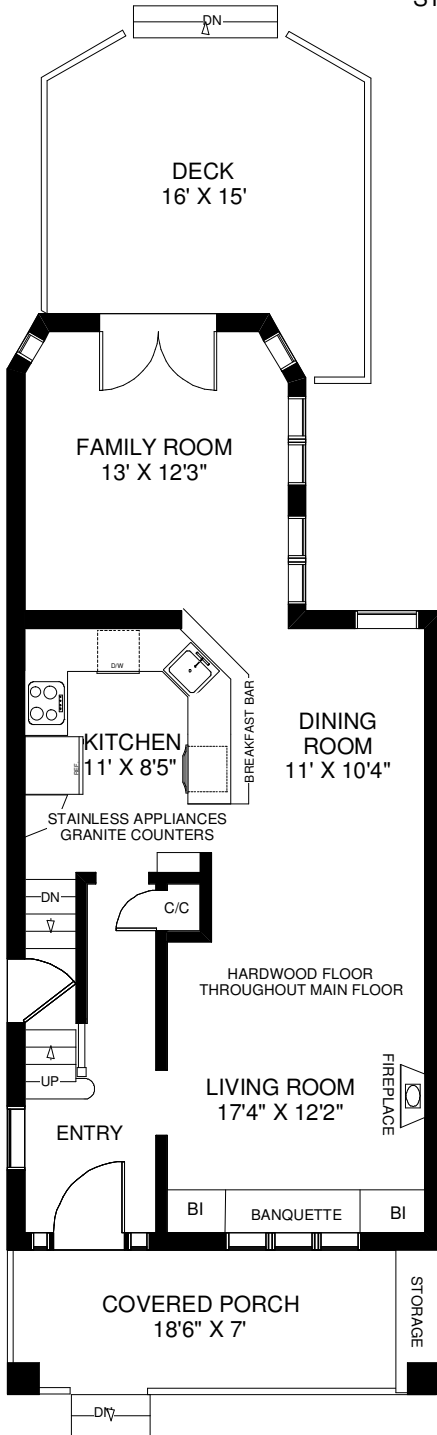 DN
DECK
16' X 15'
FAMILY ROOM
13' X 12'3"
D/W
BREAKFAST BAR
DINING
ROOM
11' X 10'4"
KITCHEN
11' X 8'5"
REF
STAINLESS APPLIANCES
GRANITE COUNTERS
DN
C/C
HARDWOOD FLOOR
THROUGHOUT MAIN FLOOR
UP
LIVING ROOM
17'4" X 12'2"
FIREPLACE
ENTRY
BI
BANQUETTE
BI
COVERED PORCH
18'6" X 7'
STORAGE
DN